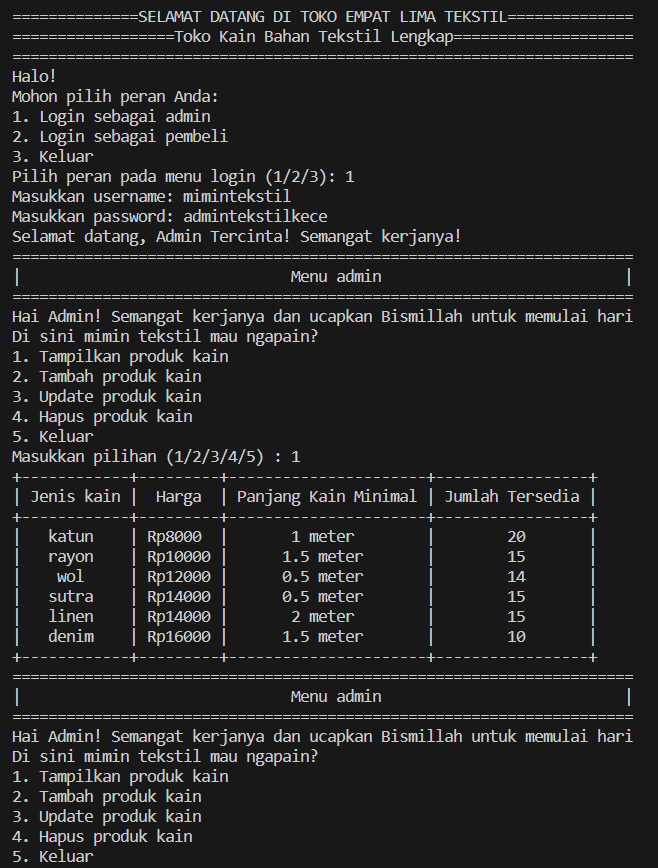 ==============SELAMAT DATANG DI TOKO EMPAT LIMA TEKSTIL==============
==================Toko Kain Bahan Tekstil Lengkap====================
=====================================================================
Halo!
Mohon pilih peran Anda:
1. Login sebagai admin
2. Login sebagai pembeli
3. Keluar
Pilih peran pada menu login (1/2/3): 1
Masukkan username: mimintekstil
Masukkan password: admintekstilkece
Selamat datang, Admin Tercinta! Semangat kerjanya!
=====================================================================
|                              Menu admin                           |
=====================================================================
Hai Admin! Semangat kerjanya dan ucapkan Bismillah untuk memulai hari
Di sini mimin tekstil mau ngapain?
1. Tampilkan produk kain
2. Tambah produk kain
3. Update produk kain
4. Hapus produk kain
5. Keluar
Masukkan pilihan (1/2/3/4/5) : 1
+------------+---------+----------------------+-----------------+
| Jenis kain |  Harga  | Panjang Kain Minimal | Jumlah Tersedia |
+------------+---------+----------------------+-----------------+
|   katun    | Rp8000  |       1 meter        |        20       |
|   rayon    | Rp10000 |      1.5 meter       |        15       |
|    wol     | Rp12000 |      0.5 meter       |        14       |
|   sutra    | Rp14000 |      0.5 meter       |        15       |
|   linen    | Rp14000 |       2 meter        |        15       |
|   denim    | Rp16000 |      1.5 meter       |        10       |
+------------+---------+----------------------+-----------------+
=====================================================================
|                              Menu admin                           |
=====================================================================
Hai Admin! Semangat kerjanya dan ucapkan Bismillah untuk memulai hari
Di sini mimin tekstil mau ngapain?
1. Tampilkan produk kain
2. Tambah produk kain
3. Update produk kain
4. Hapus produk kain
5. Keluar